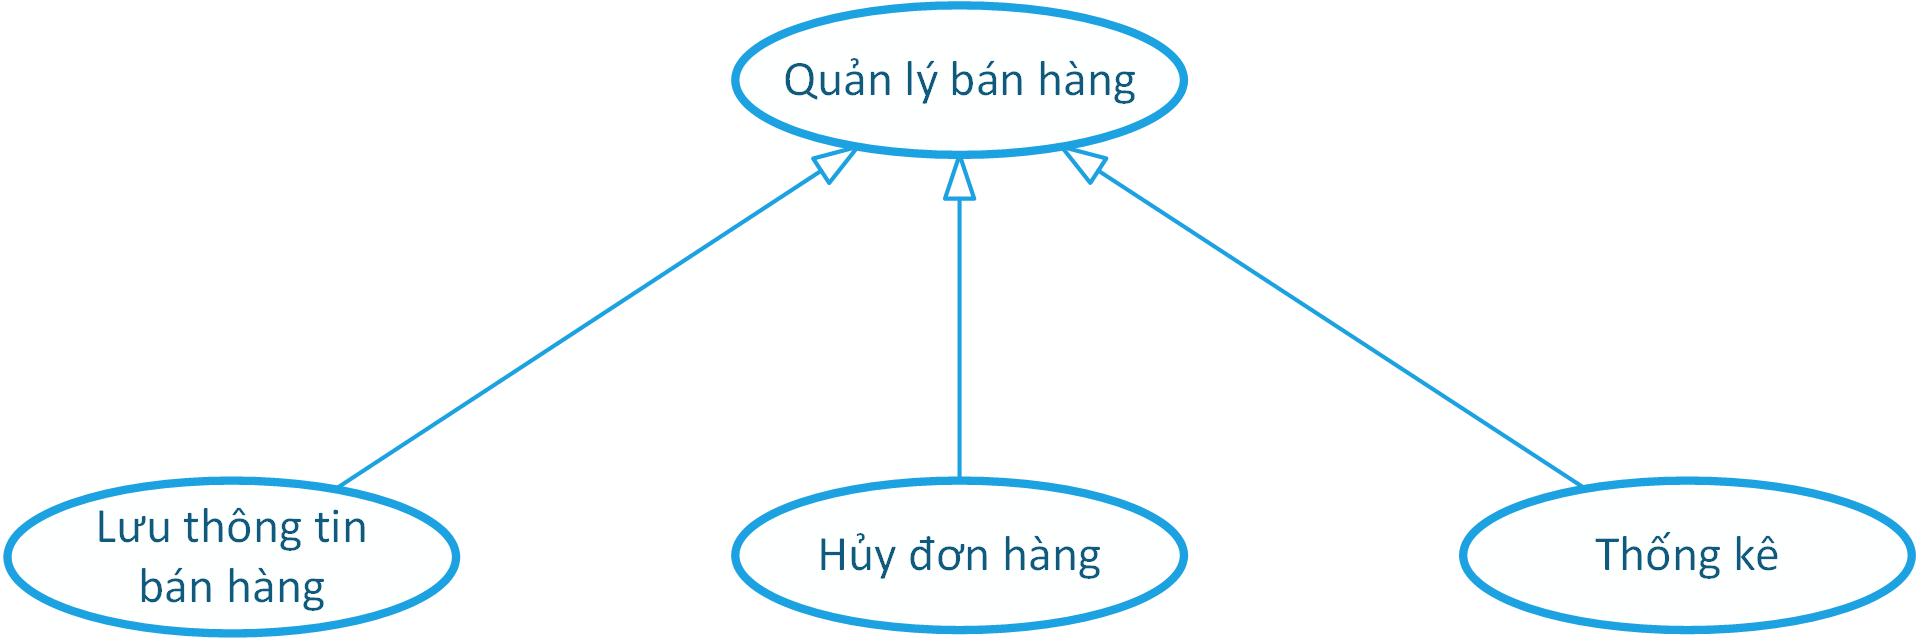 Quản lý bán hàng
Lưu thông tin
bán hàng
Hủy đơn hàng
Thống kê